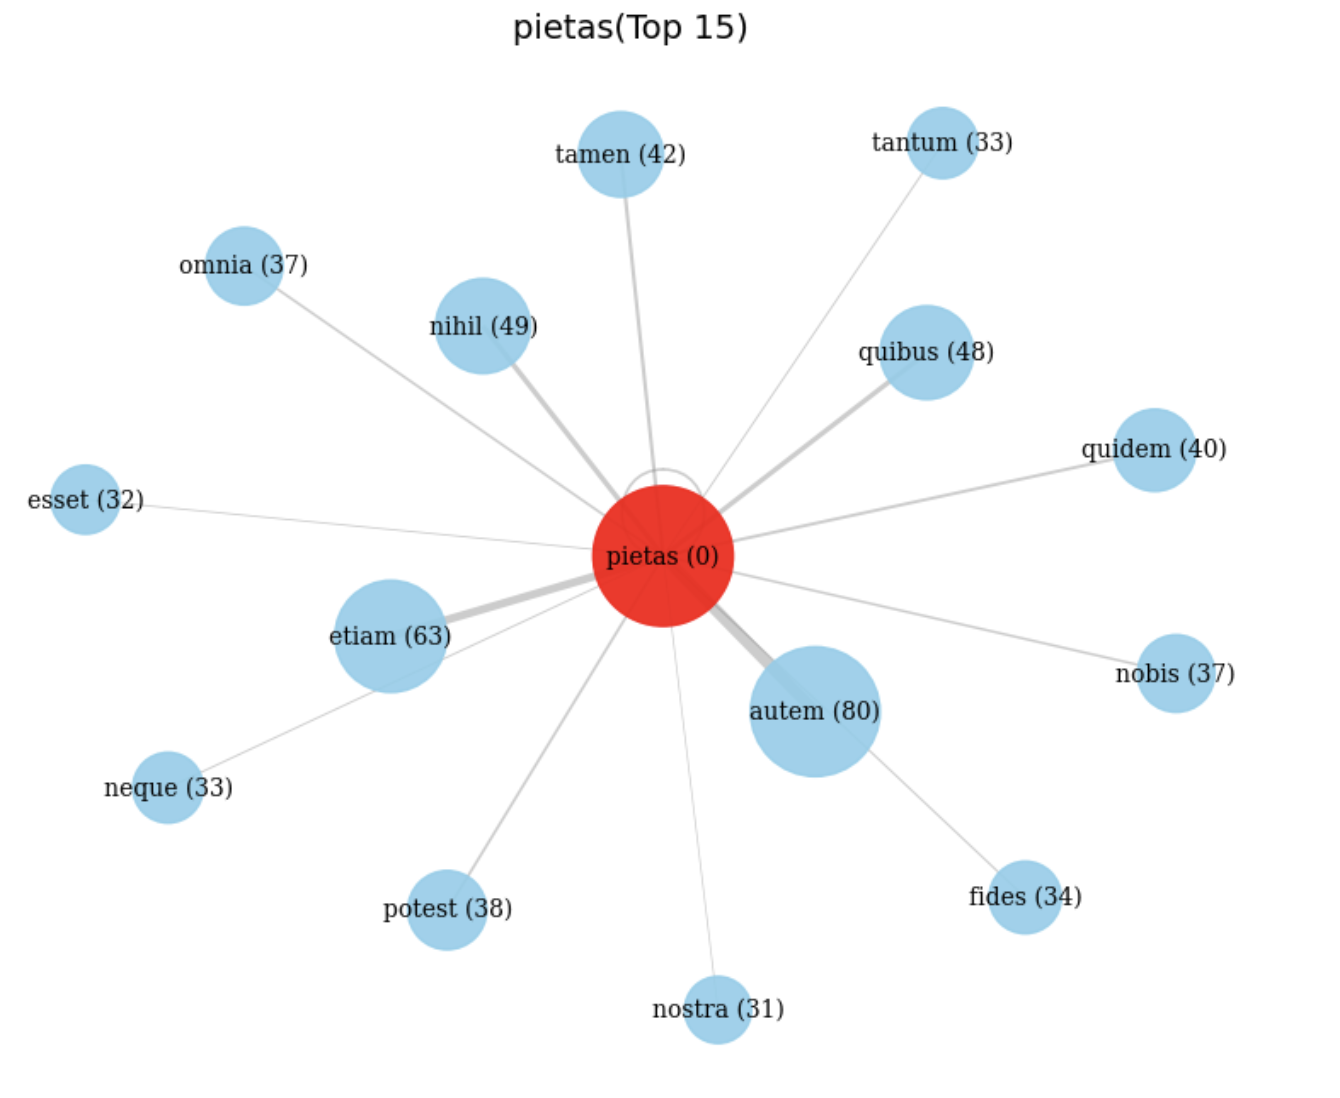 pietas(Top 15)
tantum (33)
tamen (42)
omnia (37)
nihil (49)
quibus (48)
quidem (40)
esset (32)
pietas (0)
etiam (63)
nobis (37)
autem (80)
neque (33)
fides (34)
potest (38)
nostra (31)